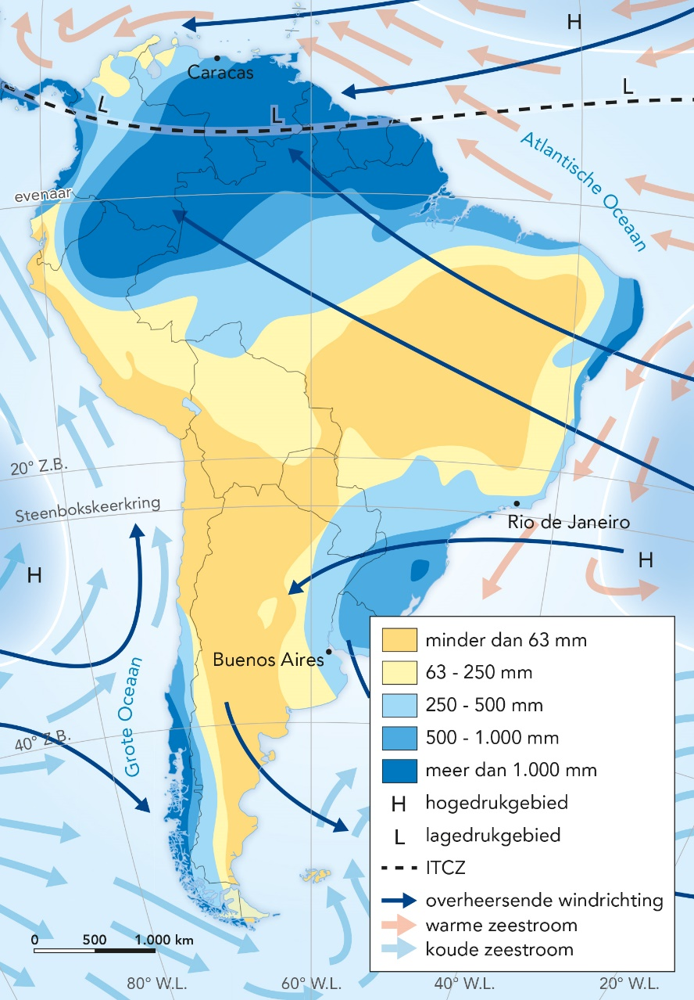 H
Caracas
L
L
L
Atlantische Oceaan
evenaar
20° Z.B.
Steenbokskeerkring
Rio de Janeiro
H
H
Buenos Aires
Grote Oceaan
40° Z.B.
minder dan 63 mm
63 - 250 mm
250 - 500 mm
500 - 1.000 mm
meer dan 1.000 mm
H hogedrukgebied
L lagedrukgebied
ITCZ
overheersende windrichting
warme zeestroom
koude zeestroom
0 500 1.000 km
80° W.L. 60° W.L. 40° W.L. 20° W.L.